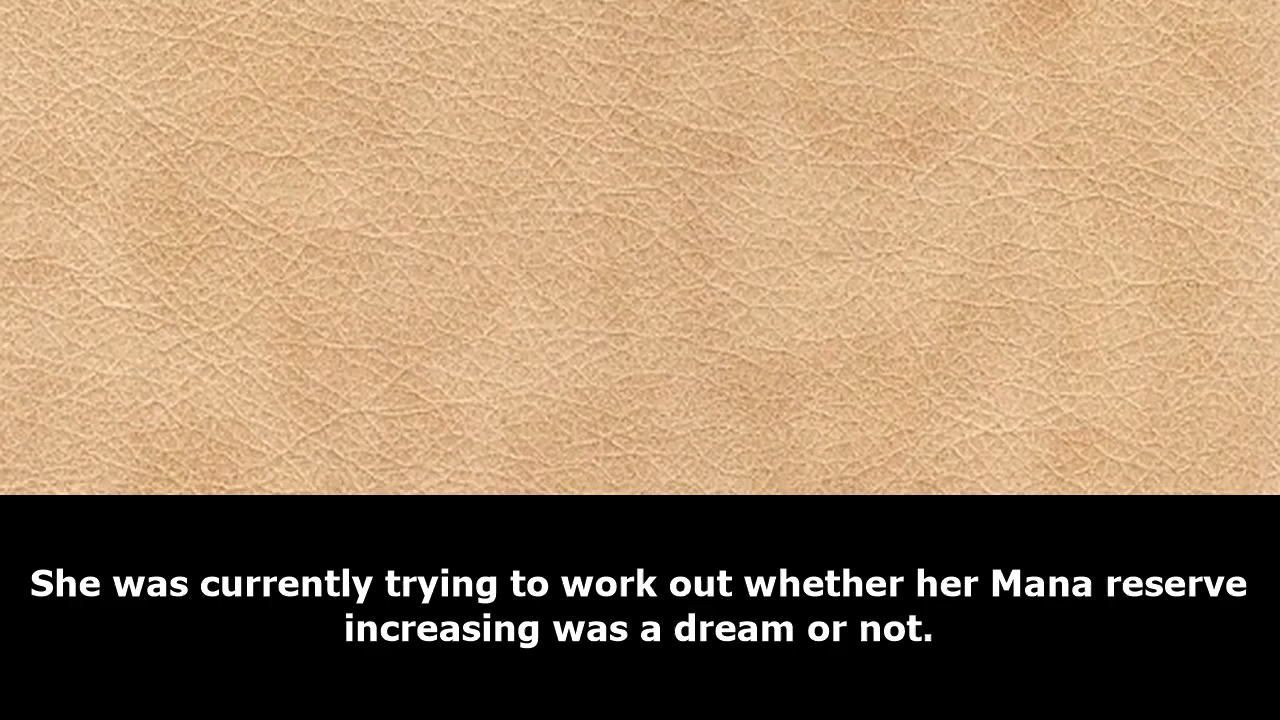 She was currently trying to work out whether her Mana reserve
increasing was a dream or not.